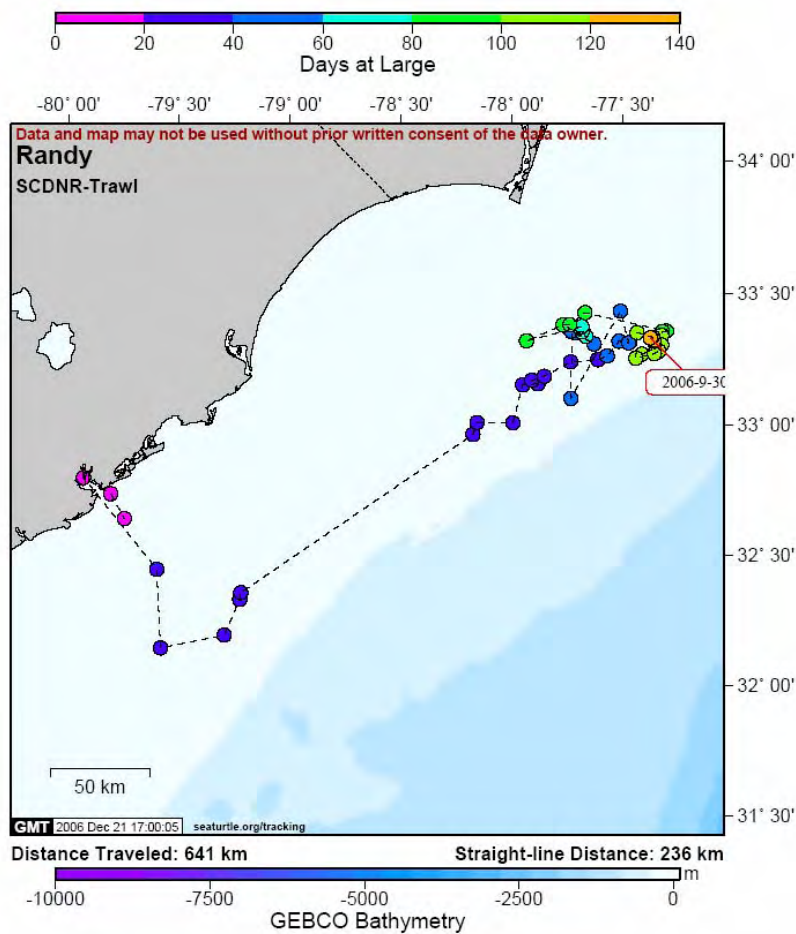 0 20 40 60 80 100 120 140
Days at Large
-80° 00' -79° 30' -79° 00' -78° 30' -78° 00' -77° 30'
Data and map may not be used without prior written consent of the data owner.
Randy
SCDNR-Trawl
34° 00'
33° 30'
2006-9-30
33° 00'
32° 30'
32° 00'
50 km
31° 30'
GMT 2006 Dec 21 17:00:05 seaturtle.org/tracking
Distance Traveled: 641 km Straight-line Distance: 236 km
m
-10000 -7500 -5000 -2500 0
GEBCO Bathymetry